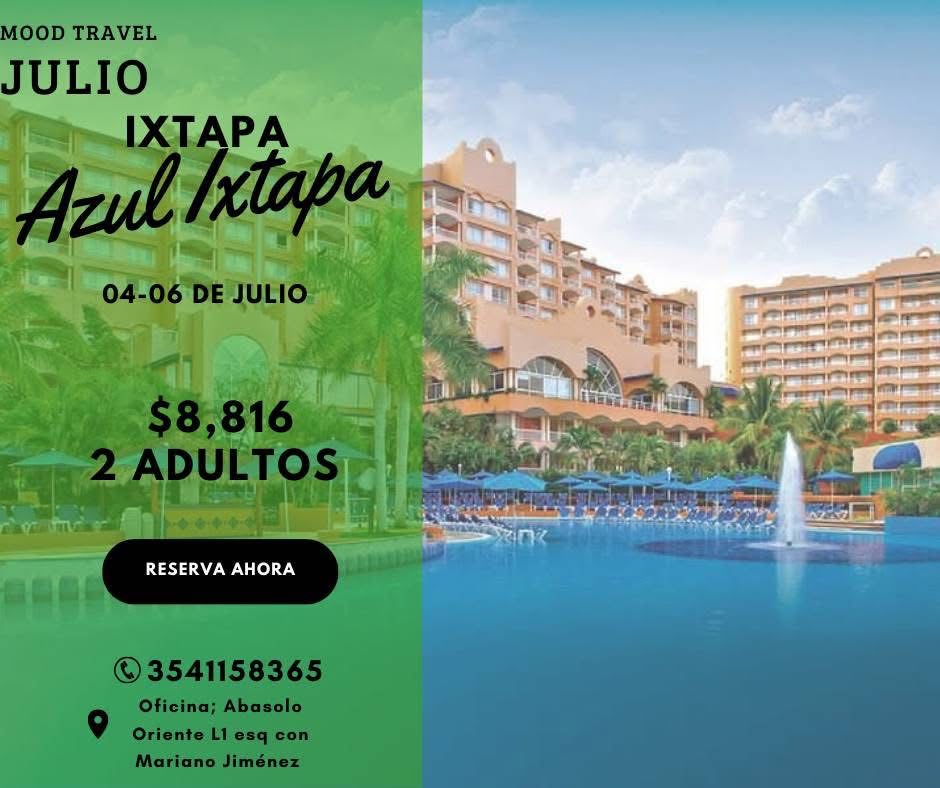 MOOD TRAVEL
JULIO
IXTAPA
Azul Ixtapa
04-06 DE JULIO
$8,816
2 ADULTOS
RESERVA AHORA
3541158365
Oficina; Abasolo
Oriente L1 esq con
Mariano Jiménez